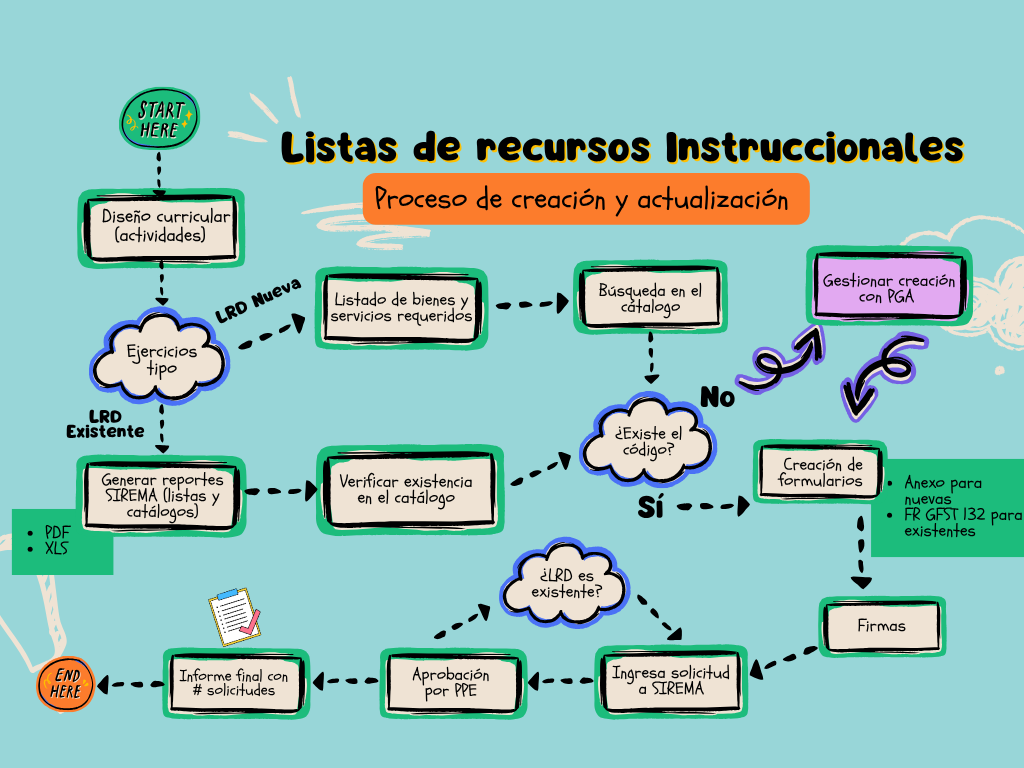 START
HERE
Listas de recursos Instruccionales
Proceso de creación y actualización
Diseño curricular
(actividades)
LRD Nueva
Listado de bienes y
servicios requeridos
Búsqueda en el
cátalogo
Gestionar creación
con PGA
Ejercicios
tipo
No
LRD
Existente
¿Existe el
código?
Generar reportes
SIREMA (listas y
catálogos)
Verificar existencia
en el catálogo
Creación de
formularios
• Anexo para
nuevas
• FR GFST 132 para
existentes
Sí
• PDF
• XLS
¿LRD es
existente?
Firmas
END
HERE
Informe final con
# solicitudes
Aprobación
por PPE
Ingresa solicitud
a SIREMA